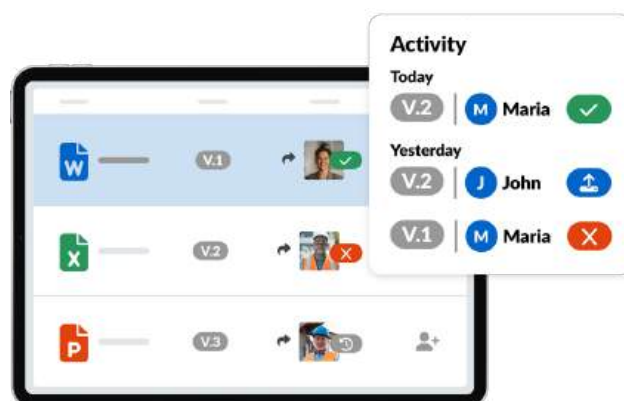 Activity
Today
V.2 M Maria
Yesterday
V.2 J John
V.1 M Maria
W V.1
X V.2
P V.3